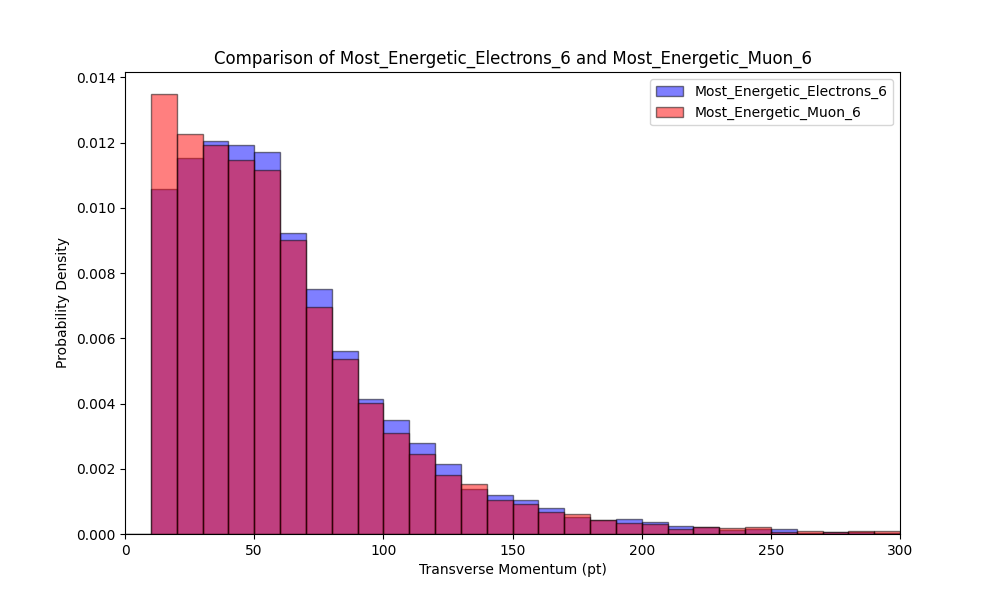 Comparison of Most_Energetic_Electrons_6 and Most_Energetic_Muon_6
Most_Energetic_Electrons_6
Most_Energetic_Muon_6
Probability Density
0.014
0.012
0.010
0.008
0.006
0.004
0.002
0.000
0 50 100 150 200 250 300
Transverse Momentum (pt)